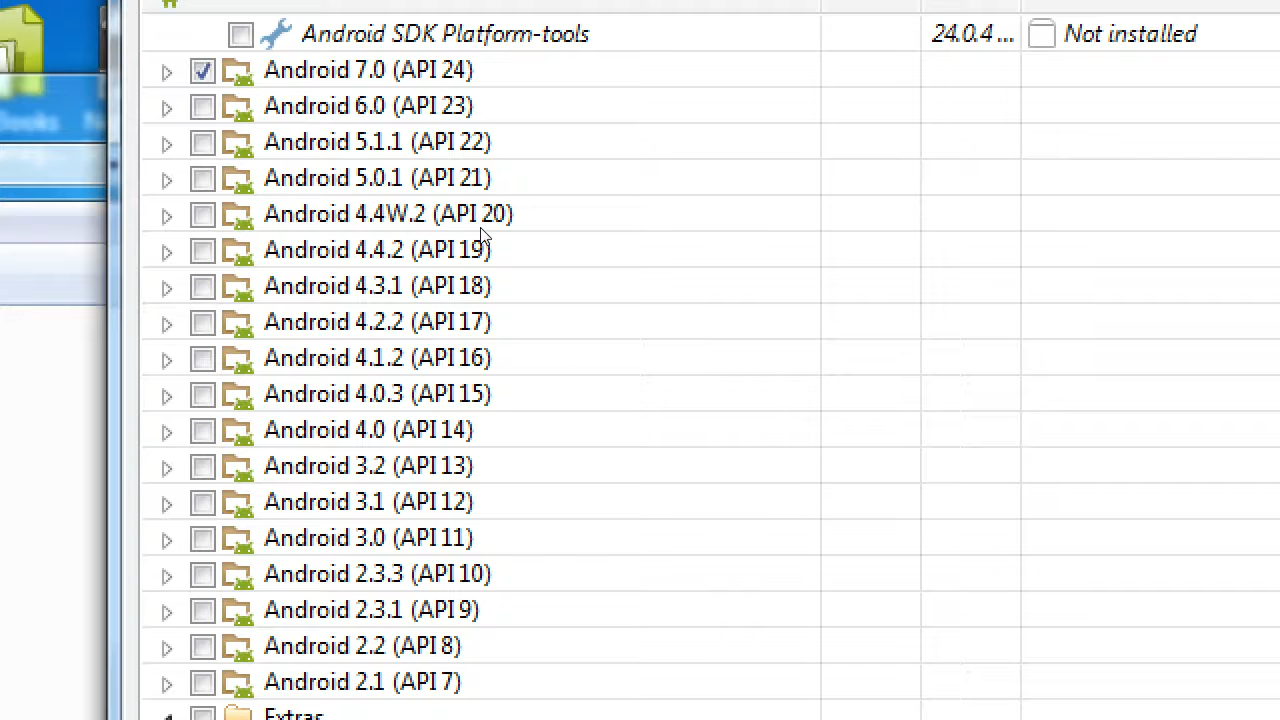 Android SDK Platform-tools 24.0.4 ... Not installed
Android 7.0 (API 24)
Android 6.0 (API 23)
Android 5.1.1 (API 22)
Android 5.0.1 (API 21)
Android 4.4W.2 (API 20)
Android 4.4.2 (API 19)
Android 4.3.1 (API 18)
Android 4.2.2 (API 17)
Android 4.1.2 (API 16)
Android 4.0.3 (API 15)
Android 4.0 (API 14)
Android 3.2 (API 13)
Android 3.1 (API 12)
Android 3.0 (API 11)
Android 2.3.3 (API 10)
Android 2.3.1 (API 9)
Android 2.2 (API 8)
Android 2.1 (API 7)
Extras